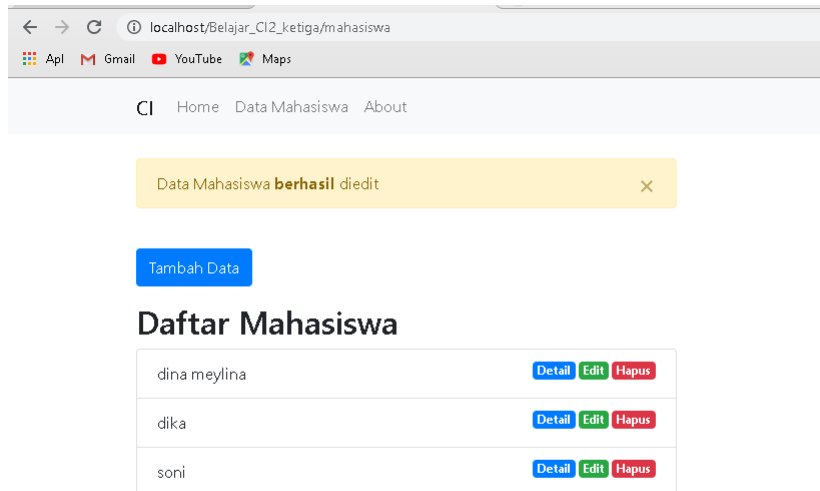 localhost/Belajar_CI2_ketiga/mahasiswa
Apl Gmail YouTube Maps
CI Home Data Mahasiswa About
Data Mahasiswa berhasil diedit ×
Tambah Data
Daftar Mahasiswa
dina meylina Detail Edit Hapus
dika Detail Edit Hapus
soni Detail Edit Hapus